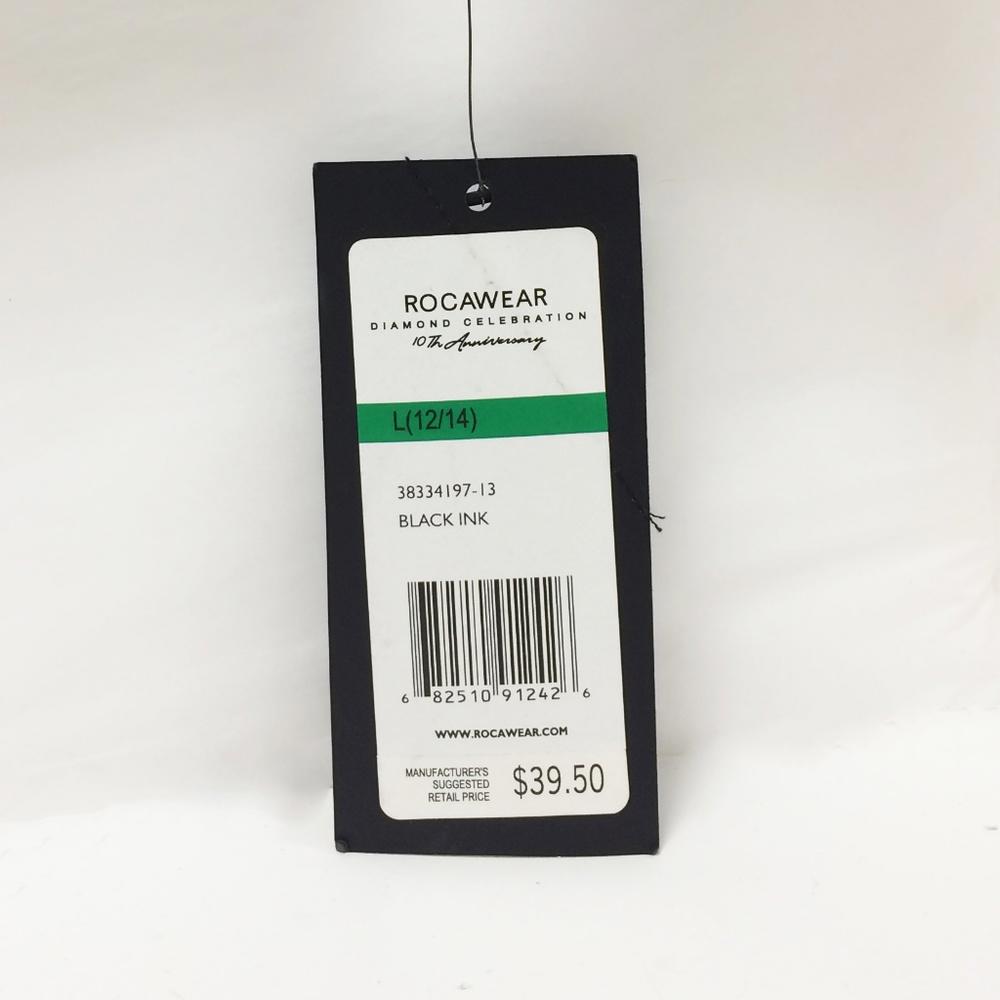 ROCAWEAR
DIAMOND CELEBRATION
10Th Anniversary
L(12/14)
38334197-13
BLACK INK
6 82510 91242 6
WWW.ROCAWEAR.COM
MANUFACTURER'S
SUGGESTED
RETAIL PRICE
$39.50